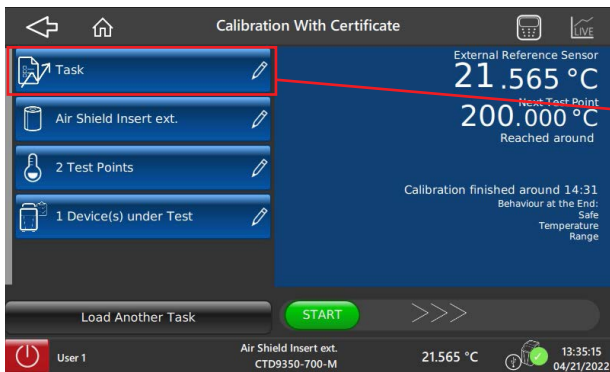 Calibration With Certificate
LIVE
Task
Air Shield Insert ext.
2 Test Points
1 Device(s) under Test
External Reference Sensor
21.565 °C
Next Test Point
200.000 °C
Reached around
Calibration finished around 14:31
Behaviour at the End:
Safe
Temperature
Range
Load Another Task
START
>>>
User 1
Air Shield Insert ext.
CTD9350-700-M
21.565 °C
13:35:15
04/21/2022